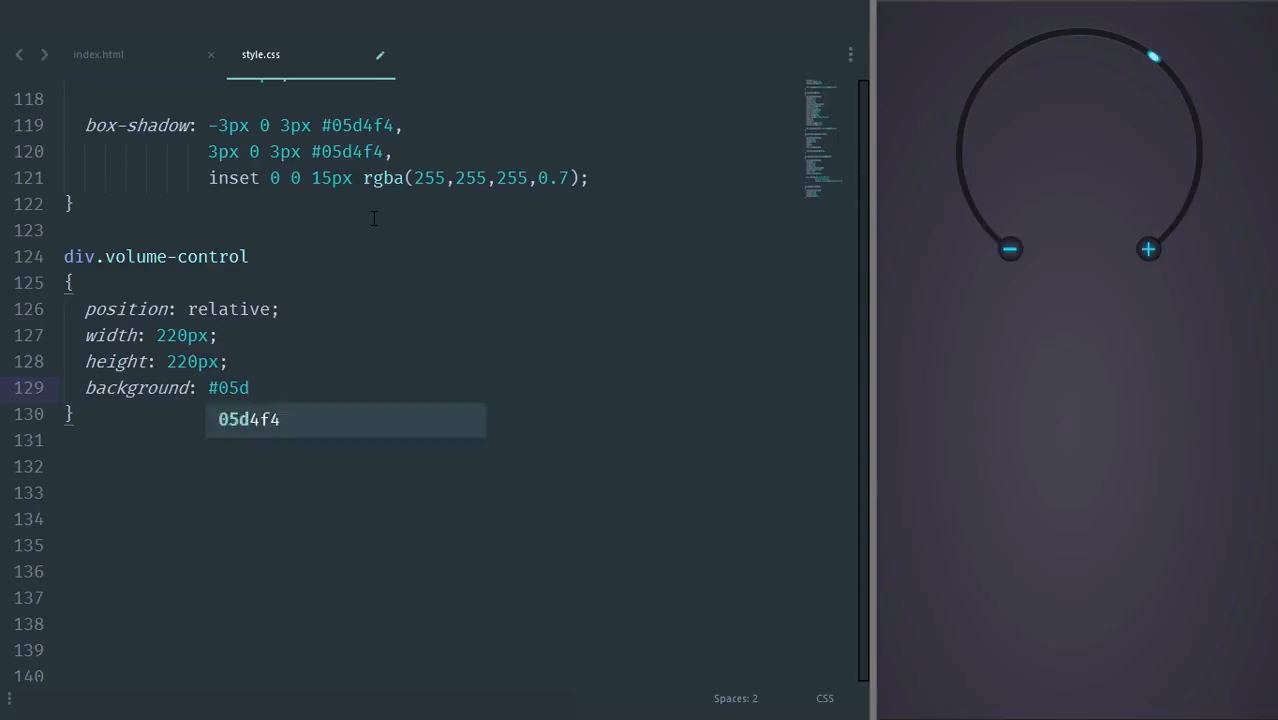 index.html × style.css
118
119 box-shadow: -3px 0 3px #05d4f4,
120 3px 0 3px #05d4f4,
121 inset 0 0 15px rgba(255,255,255,0.7);
122 }
123
124 div.volume-control
125 {
126 position: relative;
127 width: 220px;
128 height: 220px;
129 background: #05d
05d4f4
130 }
131
132
133
134
135
136
137
138
139
140
Spaces: 2 CSS